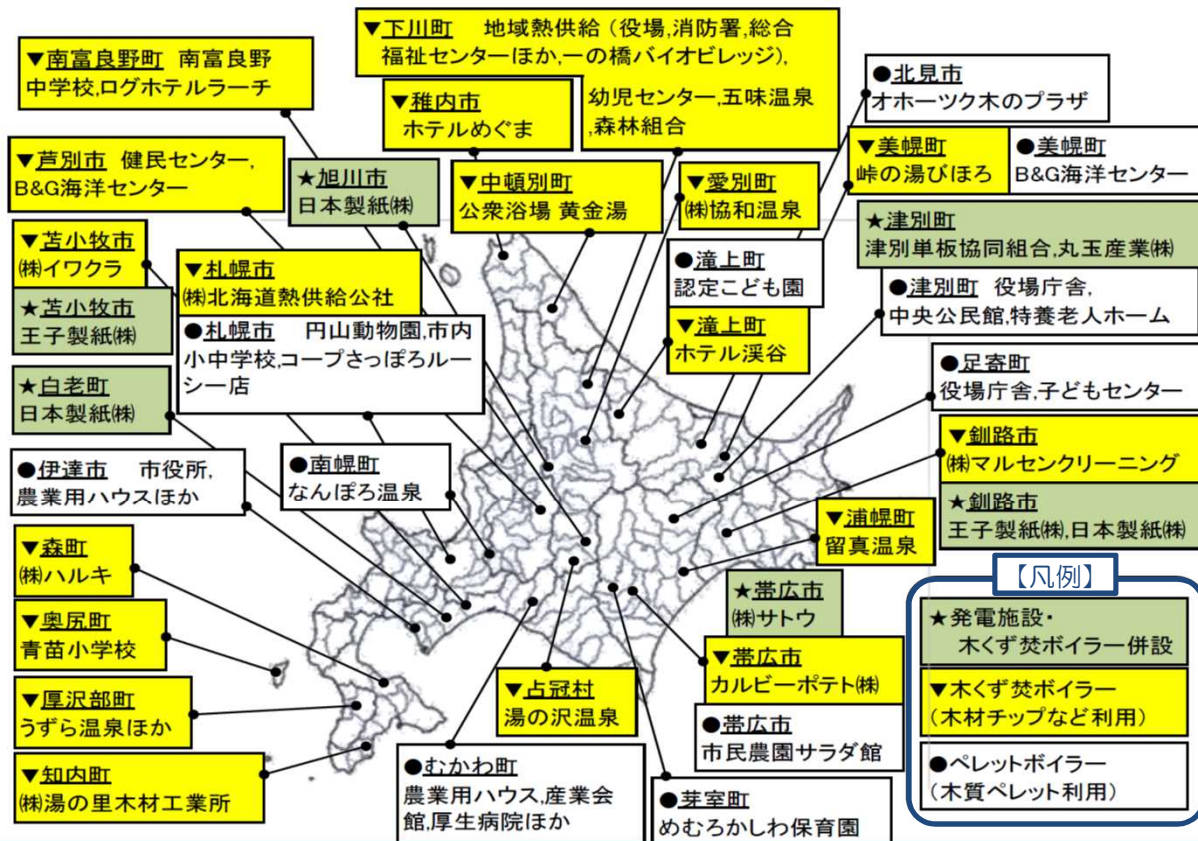 ▼下川町 地域熱供給（役場,消防署,総合
福祉センターほか,一の橋バイオビレッジ）,
幼児センター,五味温泉
,森林組合
▼南富良野町 南富良野
中学校,ログホテルラーチ
▼稚内市
ホテルめぐま
●北見市
オホーツク木のプラザ
▼芦別市 健民センター,
B&G海洋センター
★旭川市
日本製紙㈱
▼中頓別町
公衆浴場 黄金湯
▼愛別町
㈱協和温泉
▼美幌町
峠の湯びほろ
●美幌町
B&G海洋センター
▼苫小牧市
㈱イワクラ
★苫小牧市
王子製紙㈱
▼札幌市
㈱北海道熱供給公社
●札幌市 円山動物園,市内
小中学校,コープさっぽろルー
シー店
●滝上町
認定こども園
▼滝上町
ホテル渓谷
★津別町
津別単板協同組合,丸玉産業㈱
●津別町 役場庁舎,
中央公民館,特養老人ホーム
★白老町
日本製紙㈱
●足寄町
役場庁舎,子どもセンター
●伊達市 市役所,
農業用ハウスほか
●南幌町
なんぽろ温泉
▼釧路市
㈱マルセンクリーニング
★釧路市
王子製紙㈱,日本製紙㈱
▼浦幌町
留真温泉
▼森町
㈱ハルキ
▼奥尻町
青苗小学校
▼厚沢部町
うずら温泉ほか
▼知内町
㈱湯の里木材工業所
★帯広市
㈱サトウ
▼帯広市
カルビーポテト㈱
●帯広市
市民農園サラダ館
▼占冠村
湯の沢温泉
●むかわ町
農業用ハウス,産業会
館,厚生病院ほか
●芽室町
めむろかしわ保育園
【凡例】
★発電施設・
木くず焚ボイラー併設
▼木くず焚ボイラー
（木材チップなど利用）
●ペレットボイラー
（木質ペレット利用）